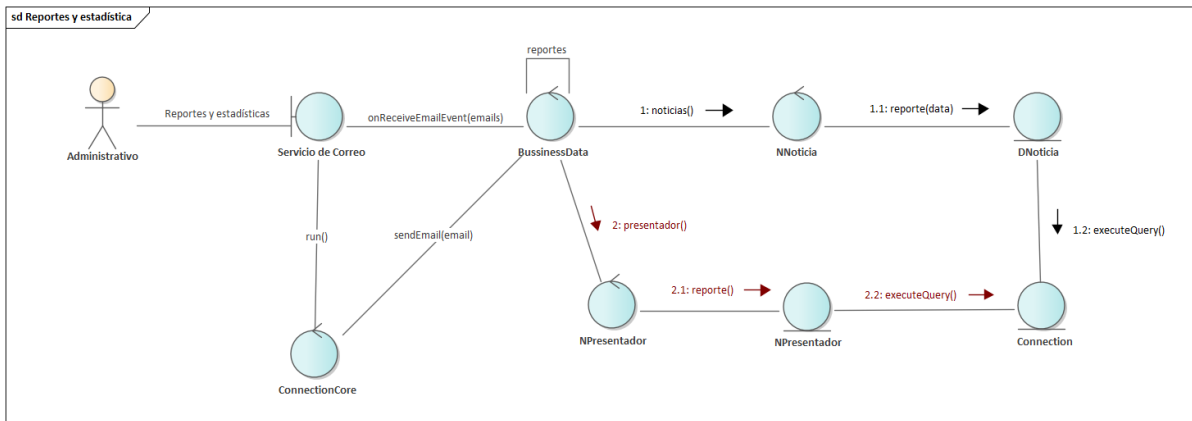 sd Reportes y estadística
reportes
Reportes y estadísticas
onReceiveEmailEvent(emails)
1: noticias()
1.1: reporte(data)
Administrativo
Servicio de Correo
BussinessData
NNoticia
DNoticia
run()
sendEmail(email)
2: presentador()
1.2: executeQuery()
2.1: reporte()
2.2: executeQuery()
NPresentador
NPresentador
Connection
ConnectionCore